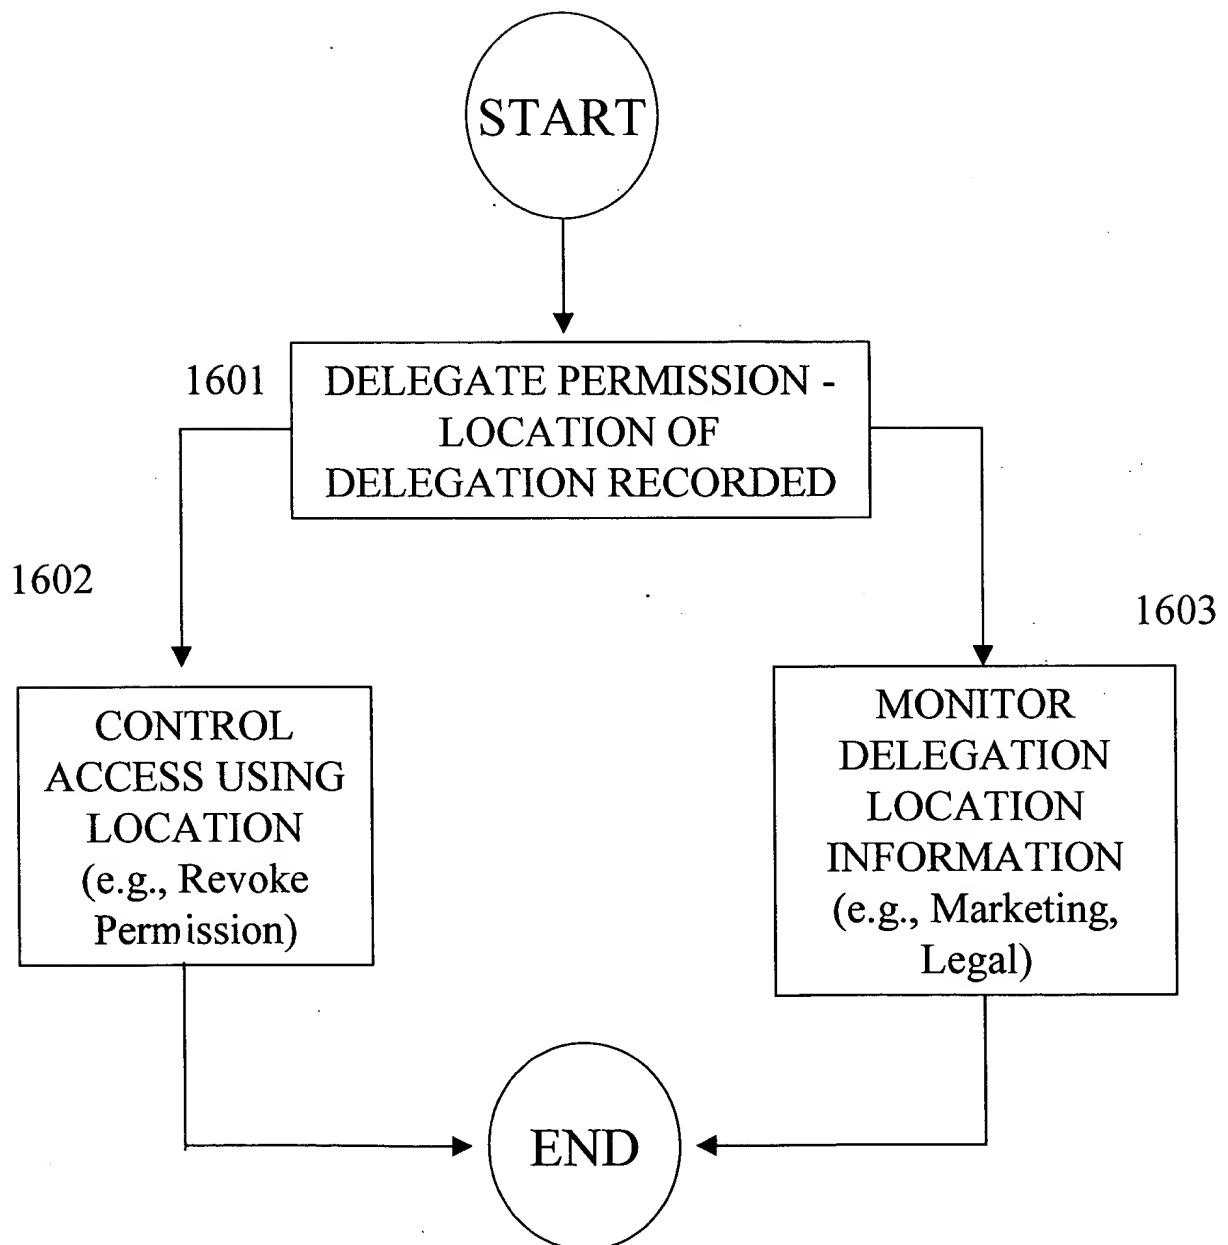 START
1601
DELEGATE PERMISSION -
LOCATION OF
DELEGATION RECORDED
1602
CONTROL
ACCESS USING
LOCATION
(e.g., Revoke
Permission)
1603
MONITOR
DELEGATION
LOCATION
INFORMATION
(e.g., Marketing,
Legal)
END